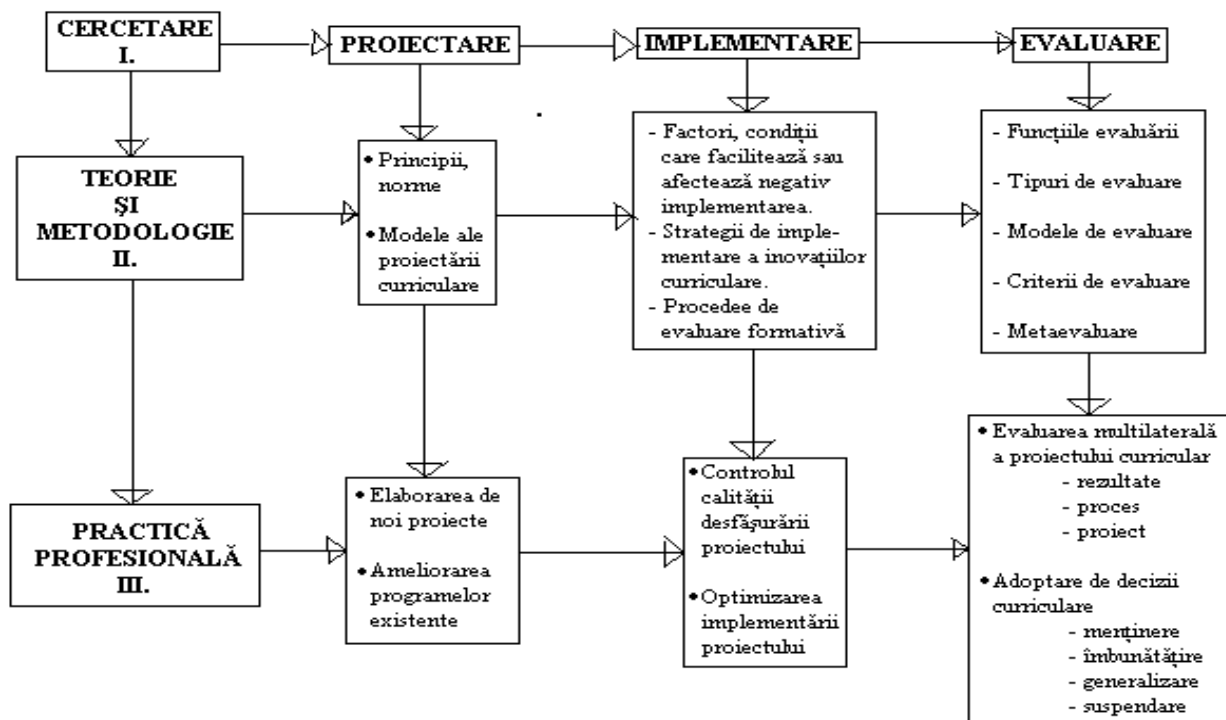 CERCETARE
I.
PROIECTARE
IMPLEMENTARE
EVALUARE
TEORIE
ŞI
METODOLOGIE
II.
• Principii,
norme
• Modele ale
proiectării
curriculare
- Factori, condiţii
care facilitează sau
afectează negativ
implementarea.
- Strategii de imple-
mentare a inovaţiilor
curriculare.
- Procedee de
evaluare formativă
- Funcţiile evaluării
- Tipuri de evaluare
- Modele de evaluare
- Criterii de evaluare
- Metaevaluare
PRACTICĂ
PROFESIONALĂ
III.
• Elaborarea de
noi proiecte
• Ameliorarea
programelor
existente
• Controlul
calităţii
desfăşurării
proiectului
• Optimizarea
implementării
proiectului
• Evaluarea multilaterală
a proiectului curricular
- rezultate
- proces
- proiect
• Adoptare de decizii
curriculare
- menţinere
- îmbunătăţire
- generalizare
- suspendare